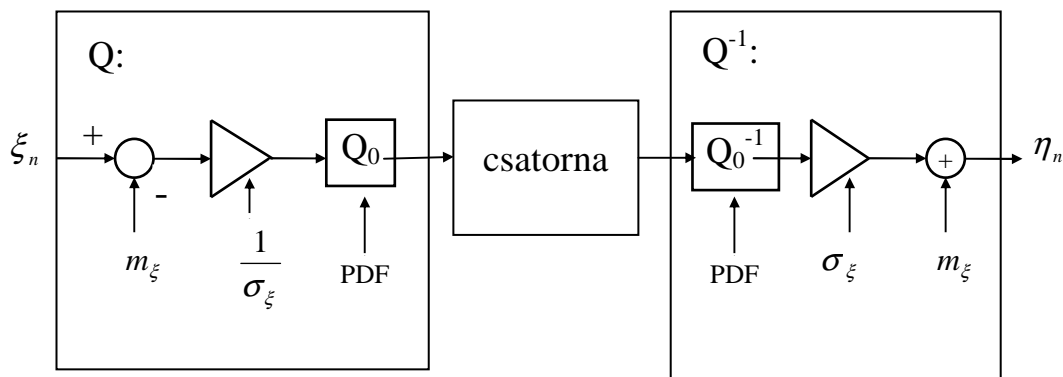 Q:
Q⁻¹:
ξₙ
+
-
Q₀
csatorna
Q₀⁻¹
+
ηₙ
m_ξ
1
σ_ξ
PDF
PDF
σ_ξ
m_ξ